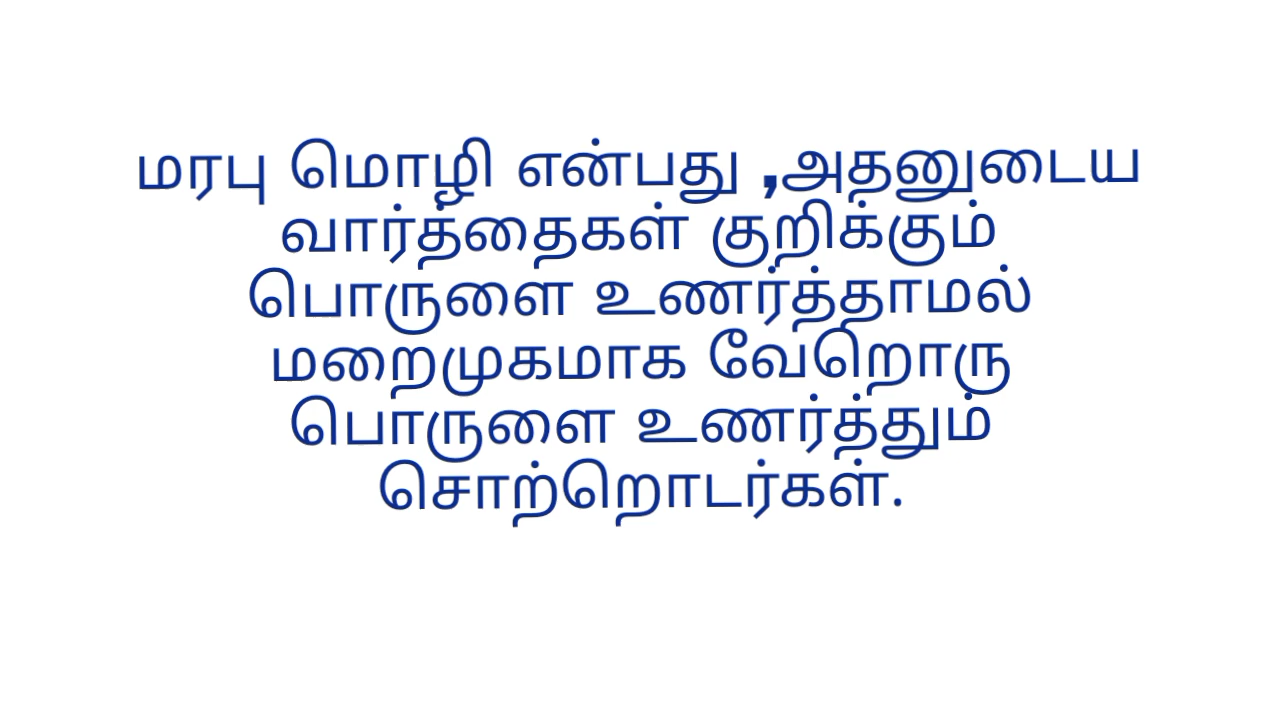 மரபு மொழி என்பது ,அதனுடைய
வார்த்தைகள் குறிக்கும்
பொருளை உணர்த்தாமல்
மறைமுகமாக வேறொரு
பொருளை உணர்த்தும்
சொற்றொடர்கள்.